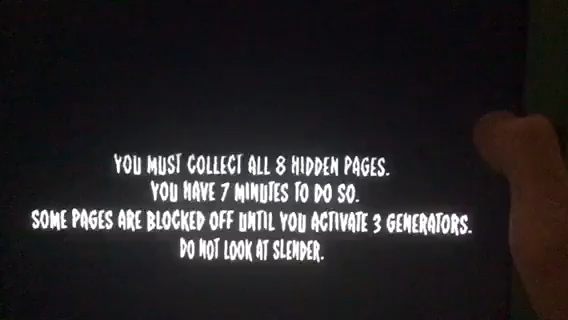 YOU MUST COLLECT ALL 8 HIDDEN PAGES.
YOU HAVE 7 MINUTES TO DO SO.
SOME PAGES ARE BLOCKED OFF UNTIL YOU ACTIVATE 3 GENERATORS.
DO NOT LOOK AT SLENDER.